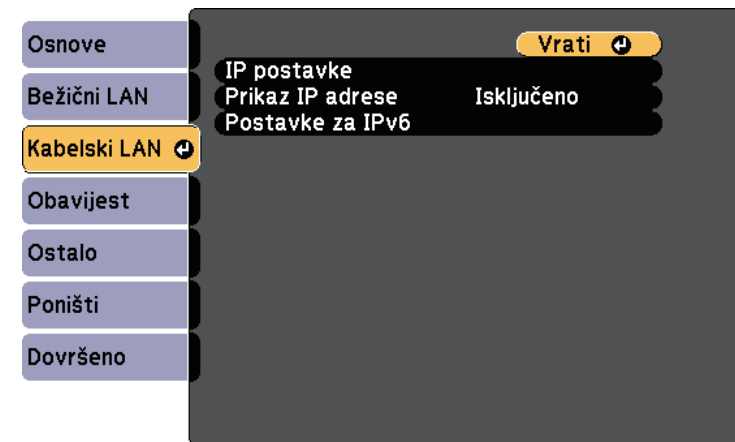 Osnove
Bežični LAN
Kabelski LAN
Obavijest
Ostalo
Poništi
Dovršeno
Vrati
IP postavke
Prikaz IP adrese Isključeno
Postavke za IPv6